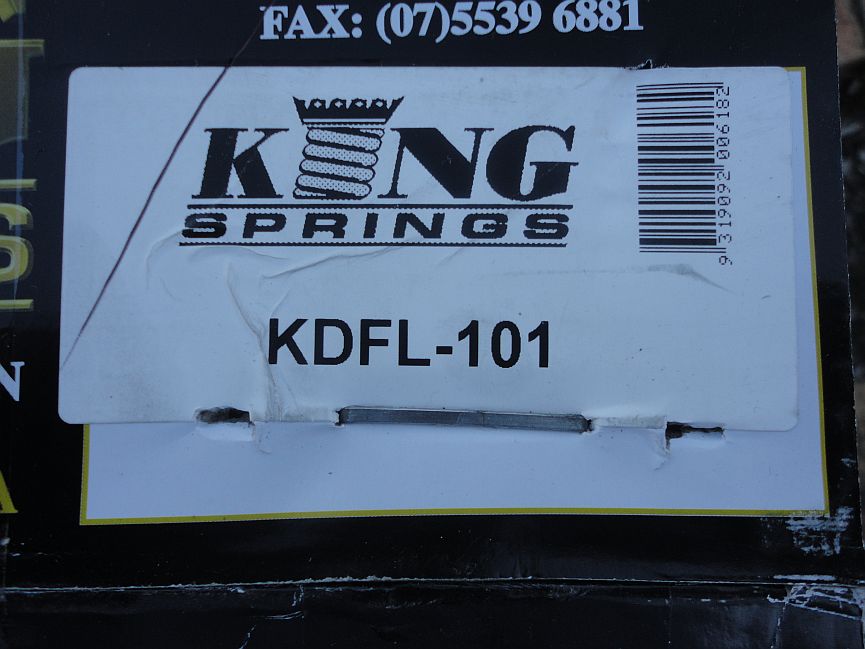 FAX: (07)5539 6881
KING
SPRINGS
9 319092 006182
KDFL-101
S
N
A